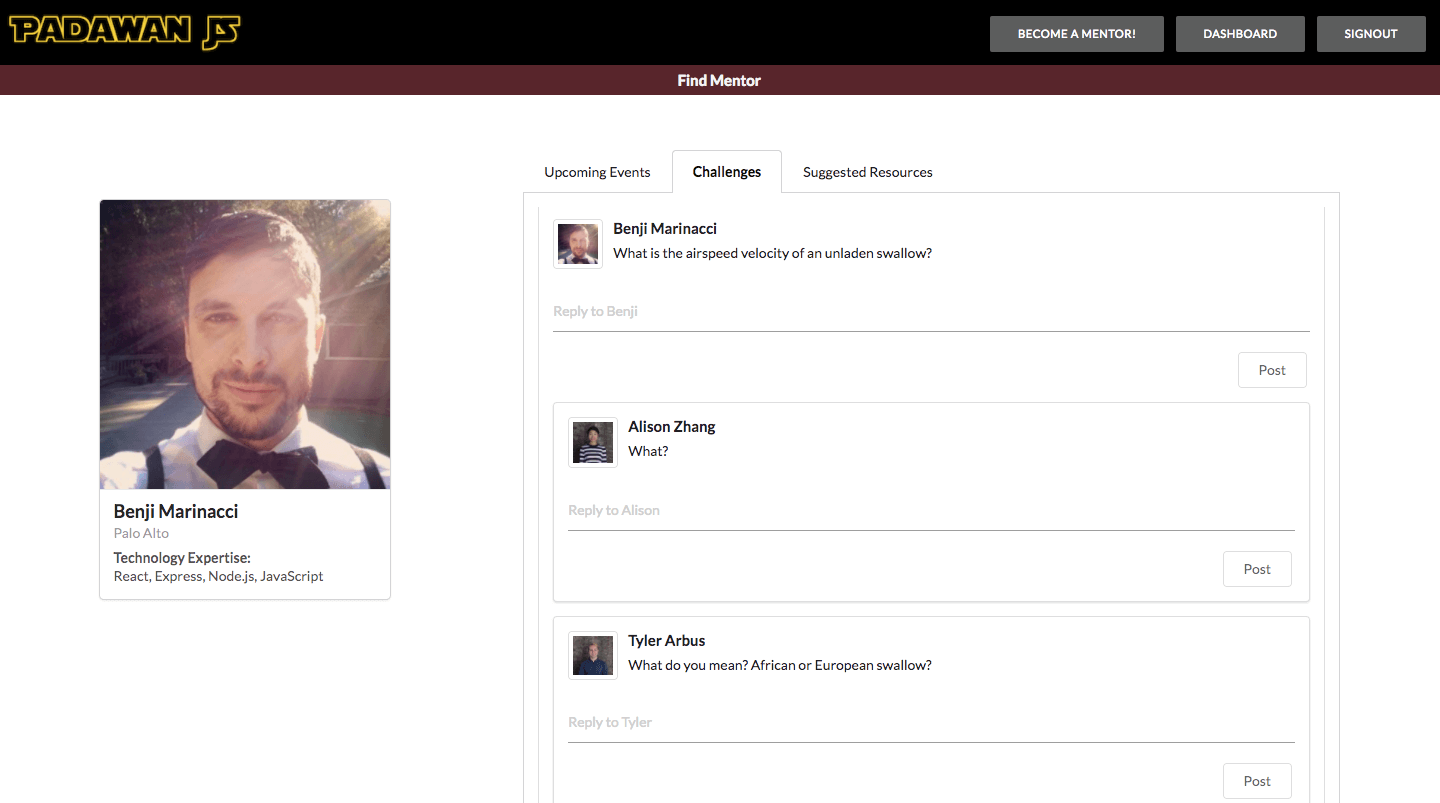 PADAWAN JS
BECOME A MENTOR!
DASHBOARD
SIGNOUT
Find Mentor
Upcoming Events
Challenges
Suggested Resources
Benji Marinacci
What is the airspeed velocity of an unladen swallow?
Reply to Benji
Post
Alison Zhang
What?
Reply to Alison
Post
Tyler Arbus
What do you mean? African or European swallow?
Reply to Tyler
Post
Benji Marinacci
Palo Alto
Technology Expertise:
React, Express, Node.js, JavaScript